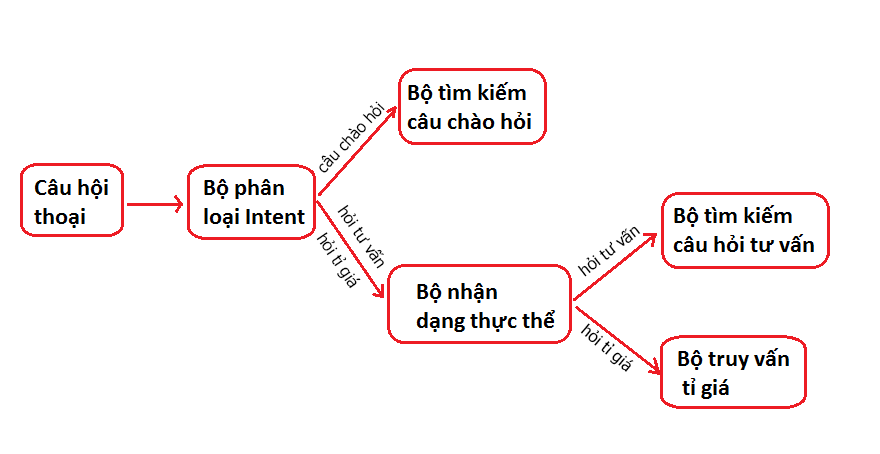 Bộ tìm kiếm
câu chào hỏi
câu chào hỏi
Câu hội
thoại
Bộ phân
loại Intent
hỏi tư vấn
hỏi tỉ giá
Bộ nhận
dạng thực thể
hỏi tư vấn
Bộ tìm kiếm
câu hỏi tư vấn
hỏi tỉ giá
Bộ truy vấn
tỉ giá